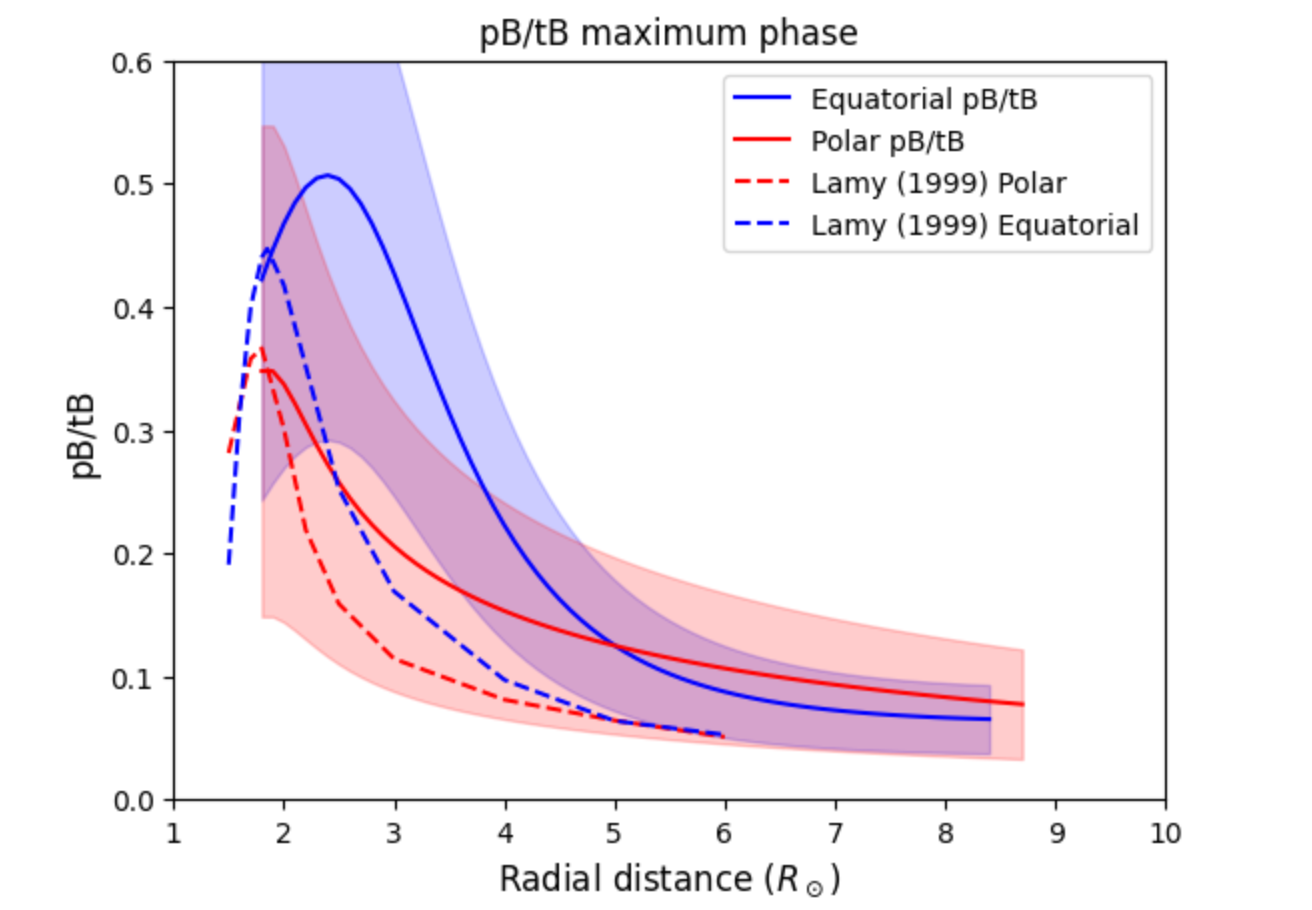 pB/tB maximum phase
0.6
0.5
0.4
0.3
0.2
0.1
0.0
pB/tB
Equatorial pB/tB
Polar pB/tB
Lamy (1999) Polar
Lamy (1999) Equatorial
1 2 3 4 5 6 7 8 9 10
Radial distance (R☉)